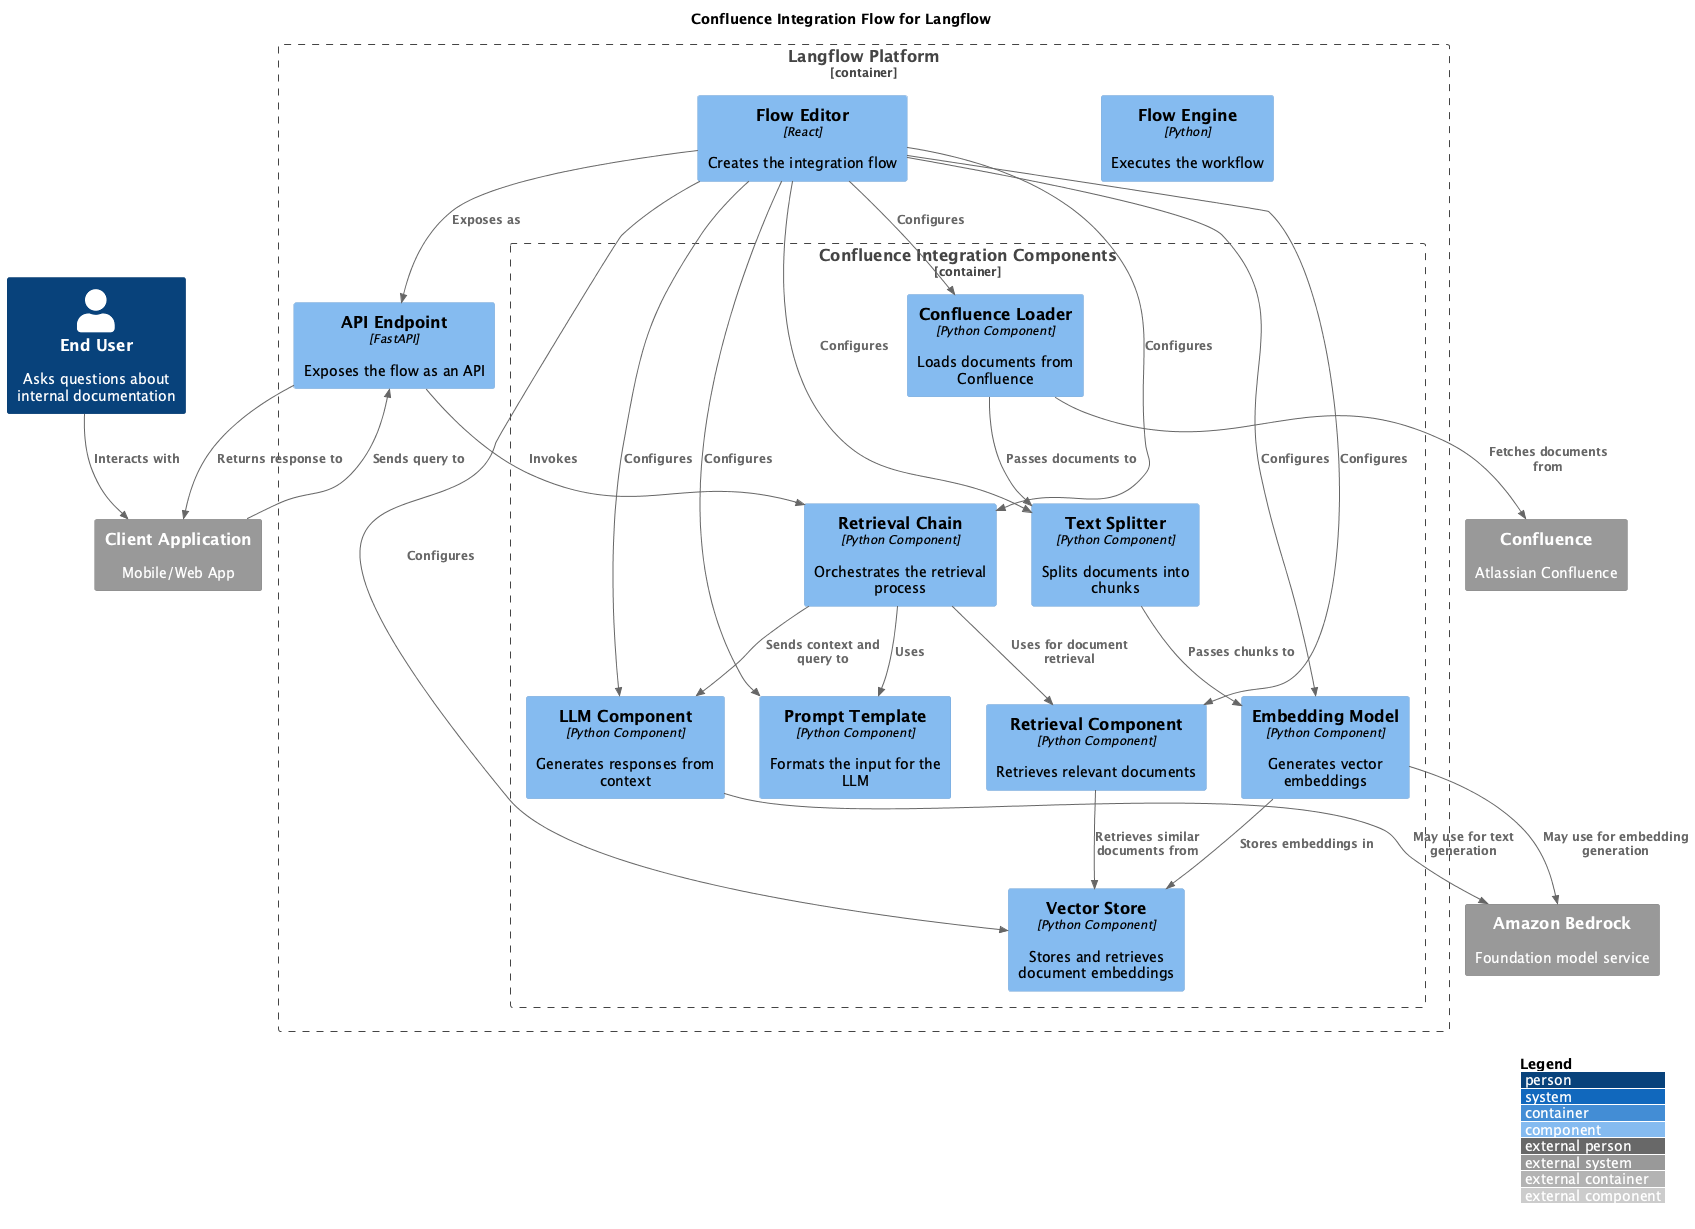 Confluence Integration Flow for Langflow
Langflow Platform
[container]
Flow Editor
[React]
Creates the integration flow
Flow Engine
[Python]
Executes the workflow
Exposes as
Configures
Confluence Integration Components
[container]
End User
Asks questions about
internal documentation
API Endpoint
[FastAPI]
Exposes the flow as an API
Confluence Loader
[Python Component]
Loads documents from
Confluence
Configures
Configures
Interacts with
Returns response to
Sends query to
Invokes
Configures
Configures
Passes documents to
Configures
Configures
Fetches documents
from
Client Application
Mobile/Web App
Configures
Retrieval Chain
[Python Component]
Orchestrates the retrieval
process
Text Splitter
[Python Component]
Splits documents into
chunks
Confluence
Atlassian Confluence
Sends context and
query to
Uses
Uses for document
retrieval
Passes chunks to
LLM Component
[Python Component]
Generates responses from
context
Prompt Template
[Python Component]
Formats the input for the
LLM
Retrieval Component
[Python Component]
Retrieves relevant documents
Embedding Model
[Python Component]
Generates vector
embeddings
Retrieves similar
documents from
Stores embeddings in
May use for text
generation
May use for embedding
generation
Vector Store
[Python Component]
Stores and retrieves
document embeddings
Amazon Bedrock
Foundation model service
Legend
person
system
container
component
external person
external system
external container
external component